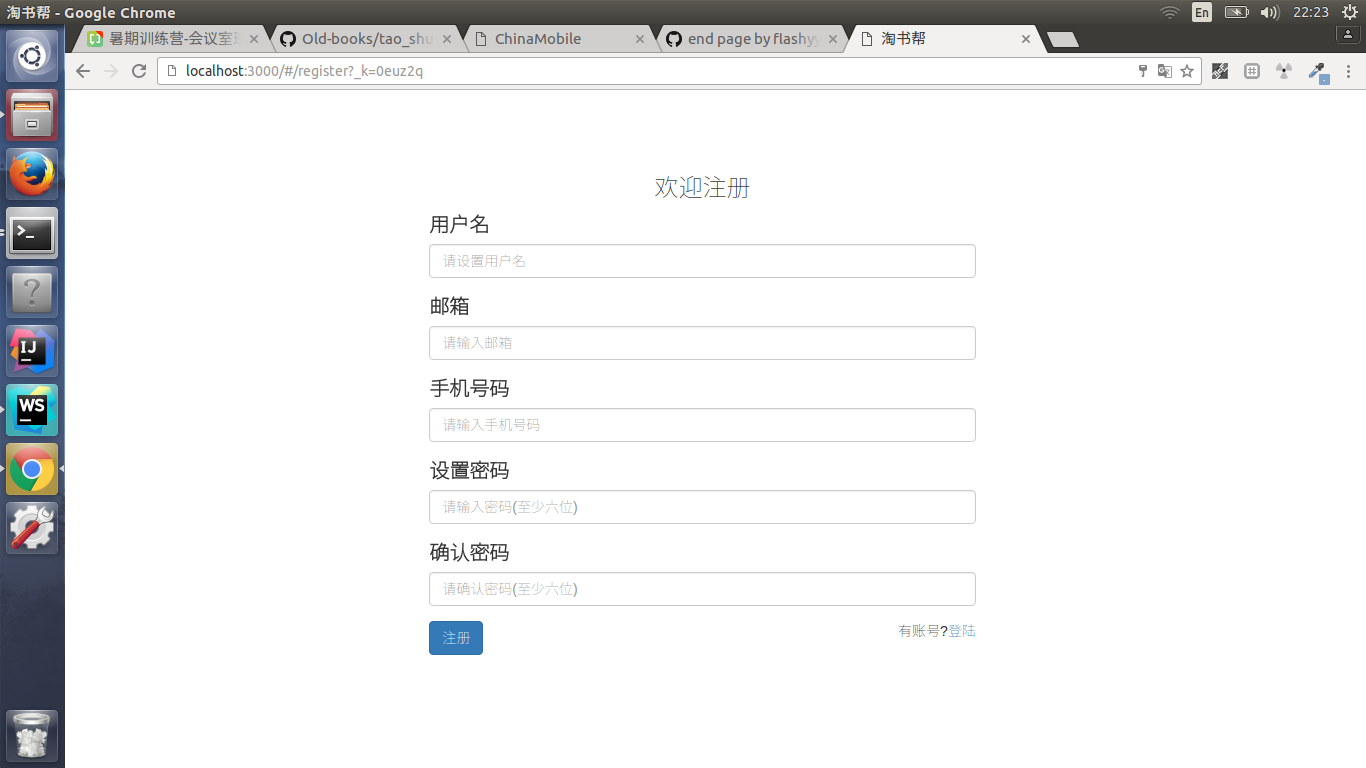 淘书帮 - Google Chrome
En
22:23
暑期训练营-会议室
Old-books/tao_shu
ChinaMobile
end page by flashyy
淘书帮
localhost:3000/#/register?_k=0euz2q
欢迎注册
用户名
请设置用户名
邮箱
请输入邮箱
手机号码
请输入手机号码
设置密码
请输入密码(至少六位)
确认密码
请确认密码(至少六位)
注册
有账号?登陆
IJ
WS